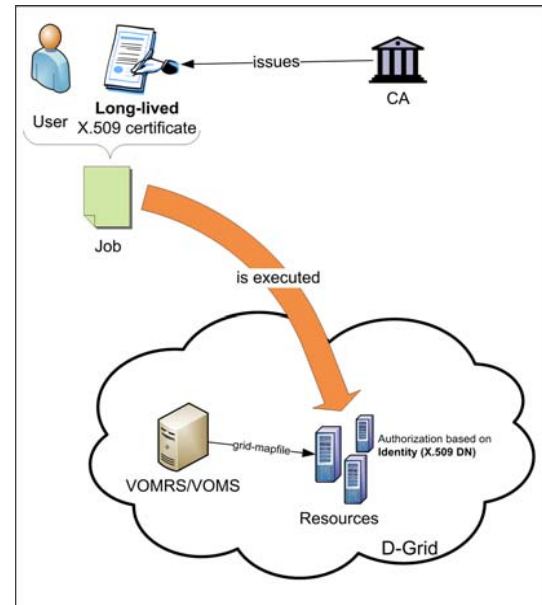 issues
CA
User
Long-lived
X.509 certificate
Job
is executed
VOMRS/VOMS
grid-mapfile
Authorization based on
Identity (X.509 DN)
Resources
D-Grid